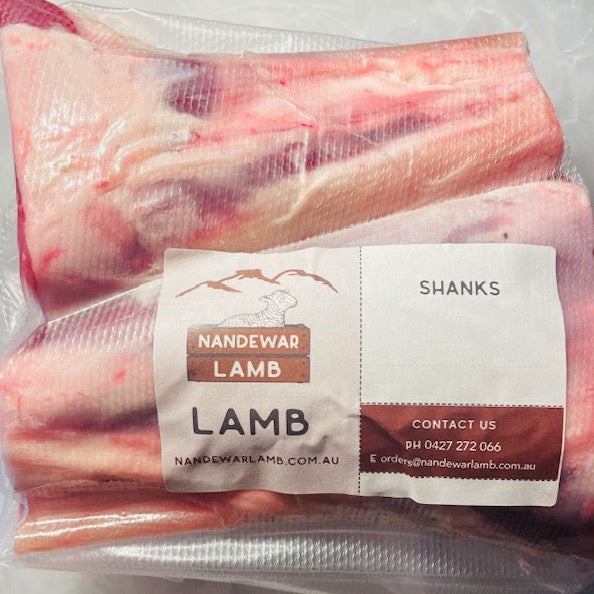 NANDEWAR
LAMB
LAMB
NANDEWARLAMB.COM.AU
SHANKS
CONTACT US
PH 0427 272 066
E orders@nandewarlamb.com.au